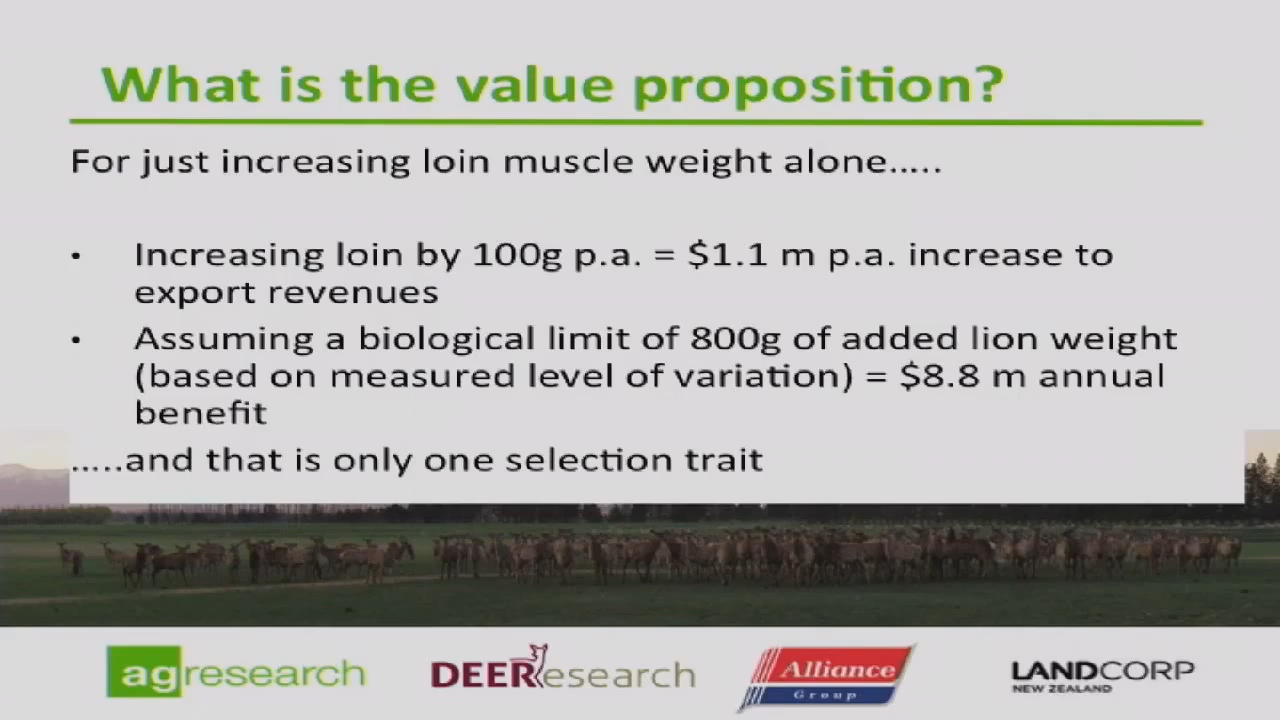 What is the value proposition?
For just increasing loin muscle weight alone.....
• Increasing loin by 100g p.a. = $1.1 m p.a. increase to
export revenues
• Assuming a biological limit of 800g of added lion weight
(based on measured level of variation) = $8.8 m annual
benefit
.....and that is only one selection trait
agresearch
DEEResearch
Alliance
Group
LANDCORP
NEW ZEALAND